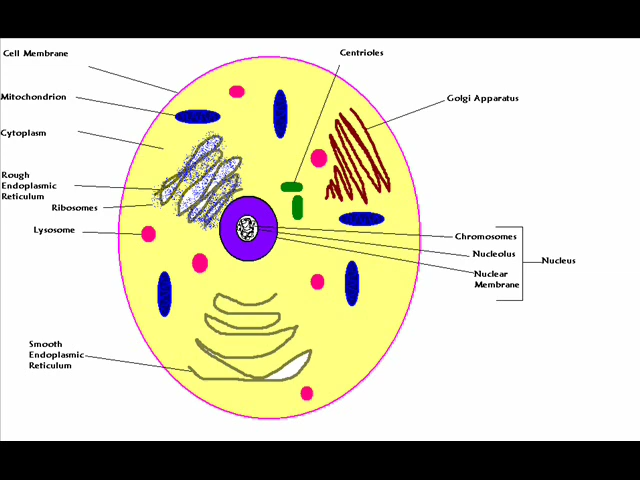 Cell Membrane
Centrioles
Mitochondrion
Golgi Apparatus
Cytoplasm
Rough
Endoplasmic
Reticulum
Ribosomes
Lysosome
Chromosomes
Nucleolus
Nucleus
Nuclear
Membrane
Smooth
Endoplasmic
Reticulum